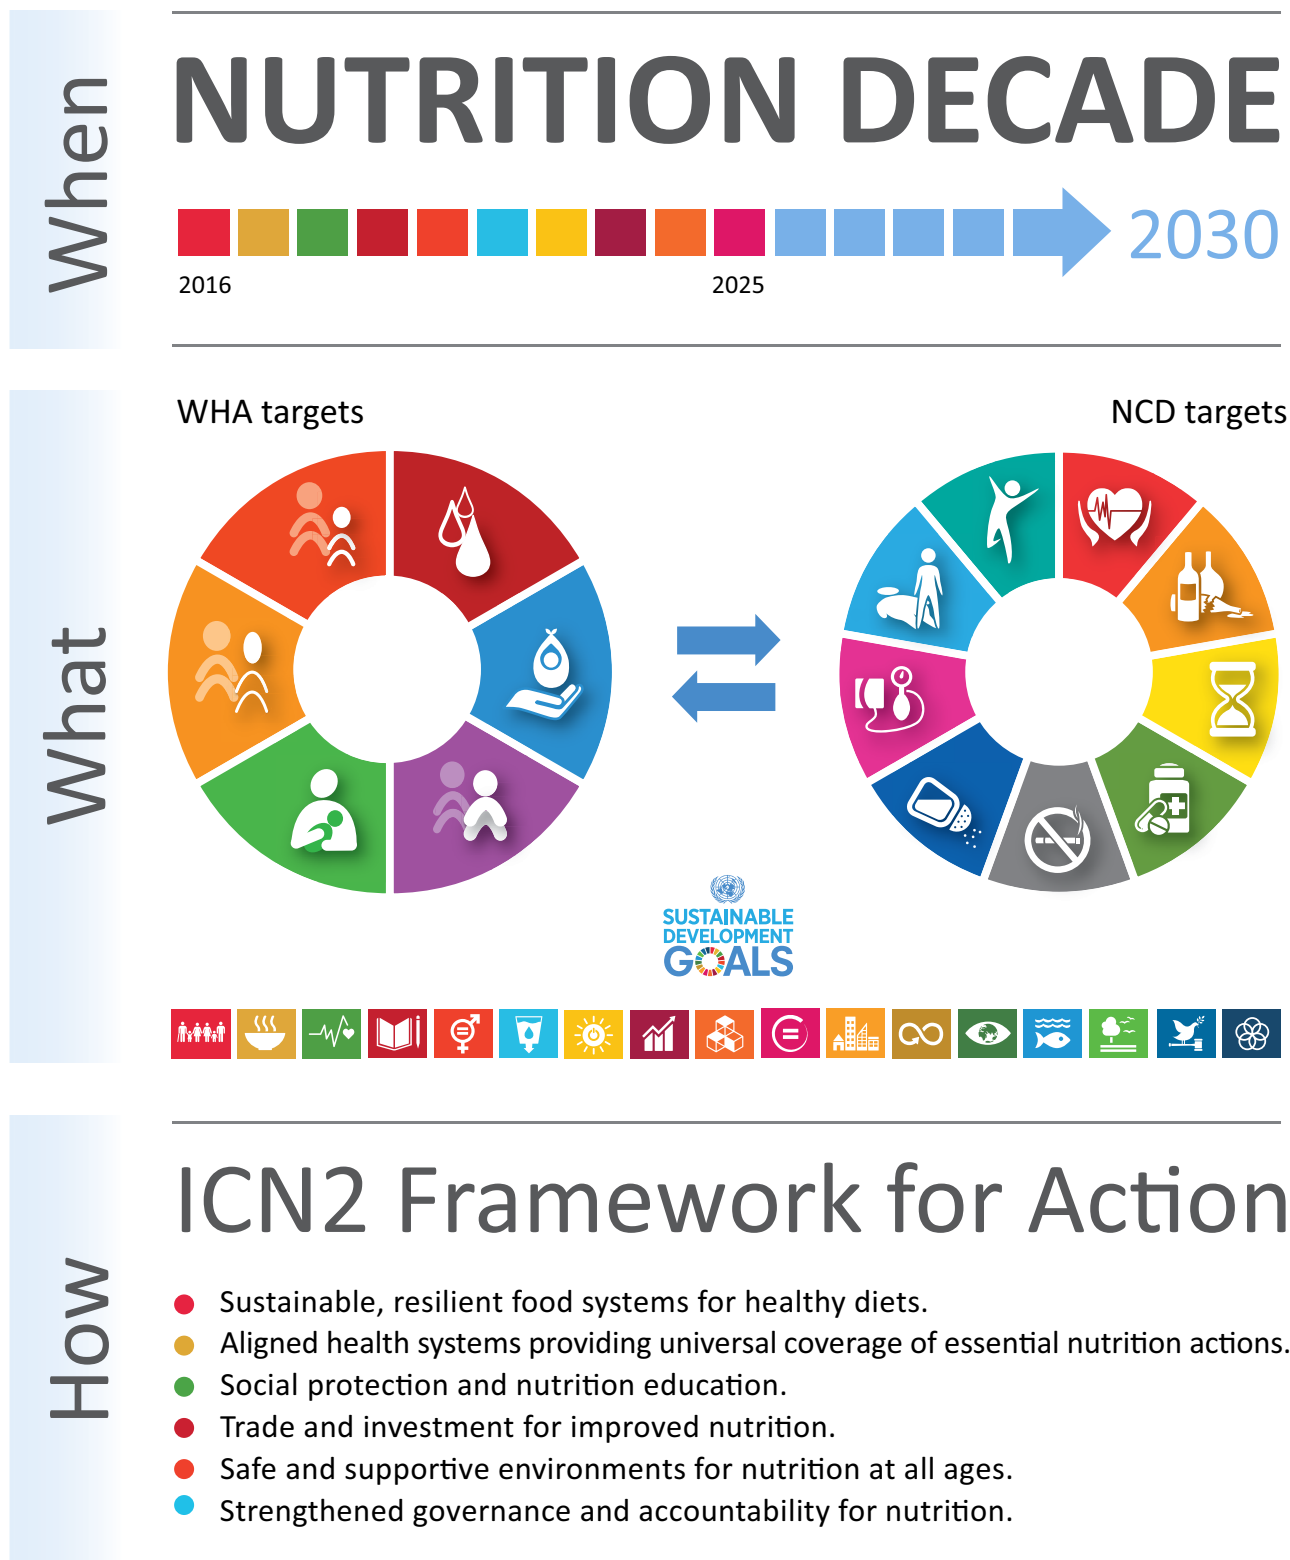 When
NUTRITION DECADE
2030
2016
2025
What
WHA targets
NCD targets
SUSTAINABLE
DEVELOPMENT
GOALS
How
ICN2 Framework for Action
Sustainable, resilient food systems for healthy diets.
Aligned health systems providing universal coverage of essential nutrition actions.
Social protection and nutrition education.
Trade and investment for improved nutrition.
Safe and supportive environments for nutrition at all ages.
Strengthened governance and accountability for nutrition.